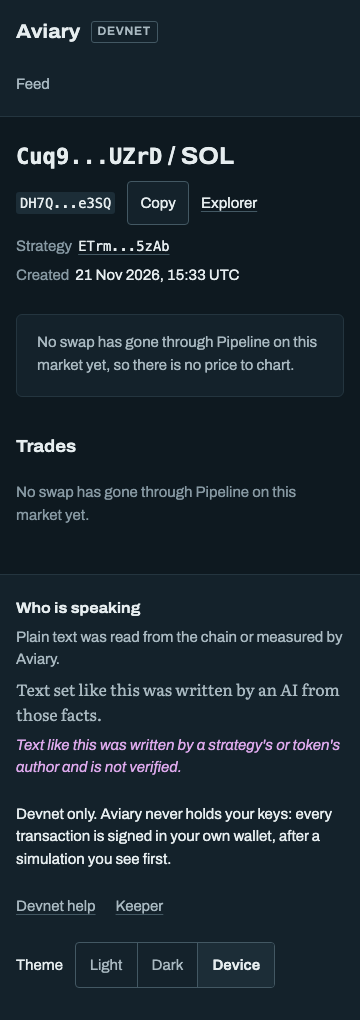 Aviary DEVNET
Feed
Cuq9...UZrD / SOL
DH7Q...e3SQ Copy Explorer
Strategy ETrm...5zAb
Created 21 Nov 2026, 15:33 UTC
No swap has gone through Pipeline on this
market yet, so there is no price to chart.
Trades
No swap has gone through Pipeline on this
market yet.
Who is speaking
Plain text was read from the chain or measured by
Aviary.
Text set like this was written by an AI from
those facts.
Text like this was written by a strategy's or token's
author and is not verified.
Devnet only. Aviary never holds your keys: every
transaction is signed in your own wallet, after a
simulation you see first.
Devnet help Keeper
Theme Light Dark Device